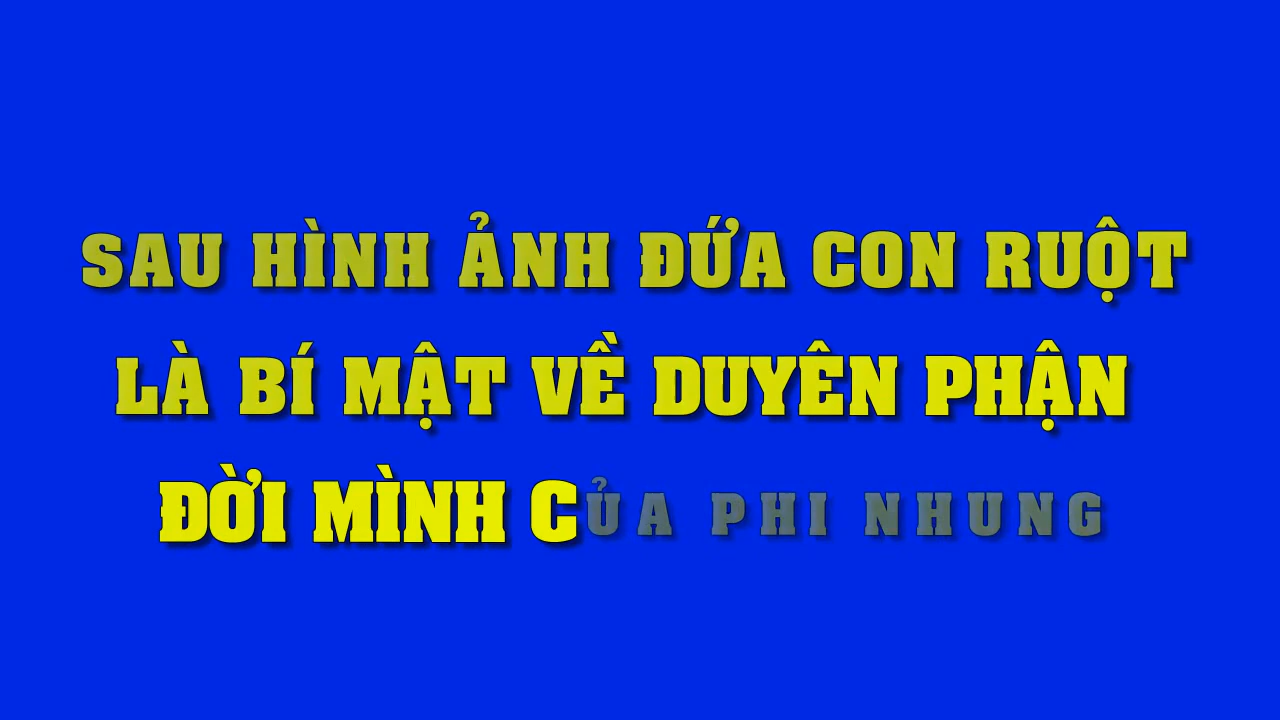 SAU HÌNH ẢNH ĐỨA CON RUỘT
LÀ BÍ MẬT VỀ DUYÊN PHẬN
ĐỜI MÌNH CỦA PHI NHUNG